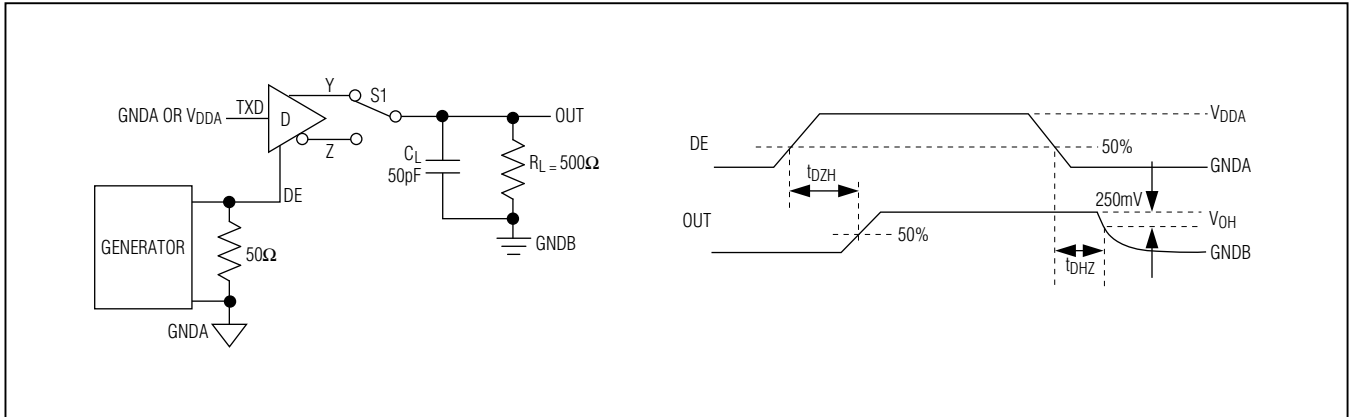 Y
S1
GNDA OR VDDA
TXD
D
OUT
Z
CL
50pF
RL = 500Ω
DE
GENERATOR
50Ω
GNDB
GNDA
VDDA
DE
50%
GNDA
tDZH
250mV
OUT
VOH
50%
GNDB
tDHZ